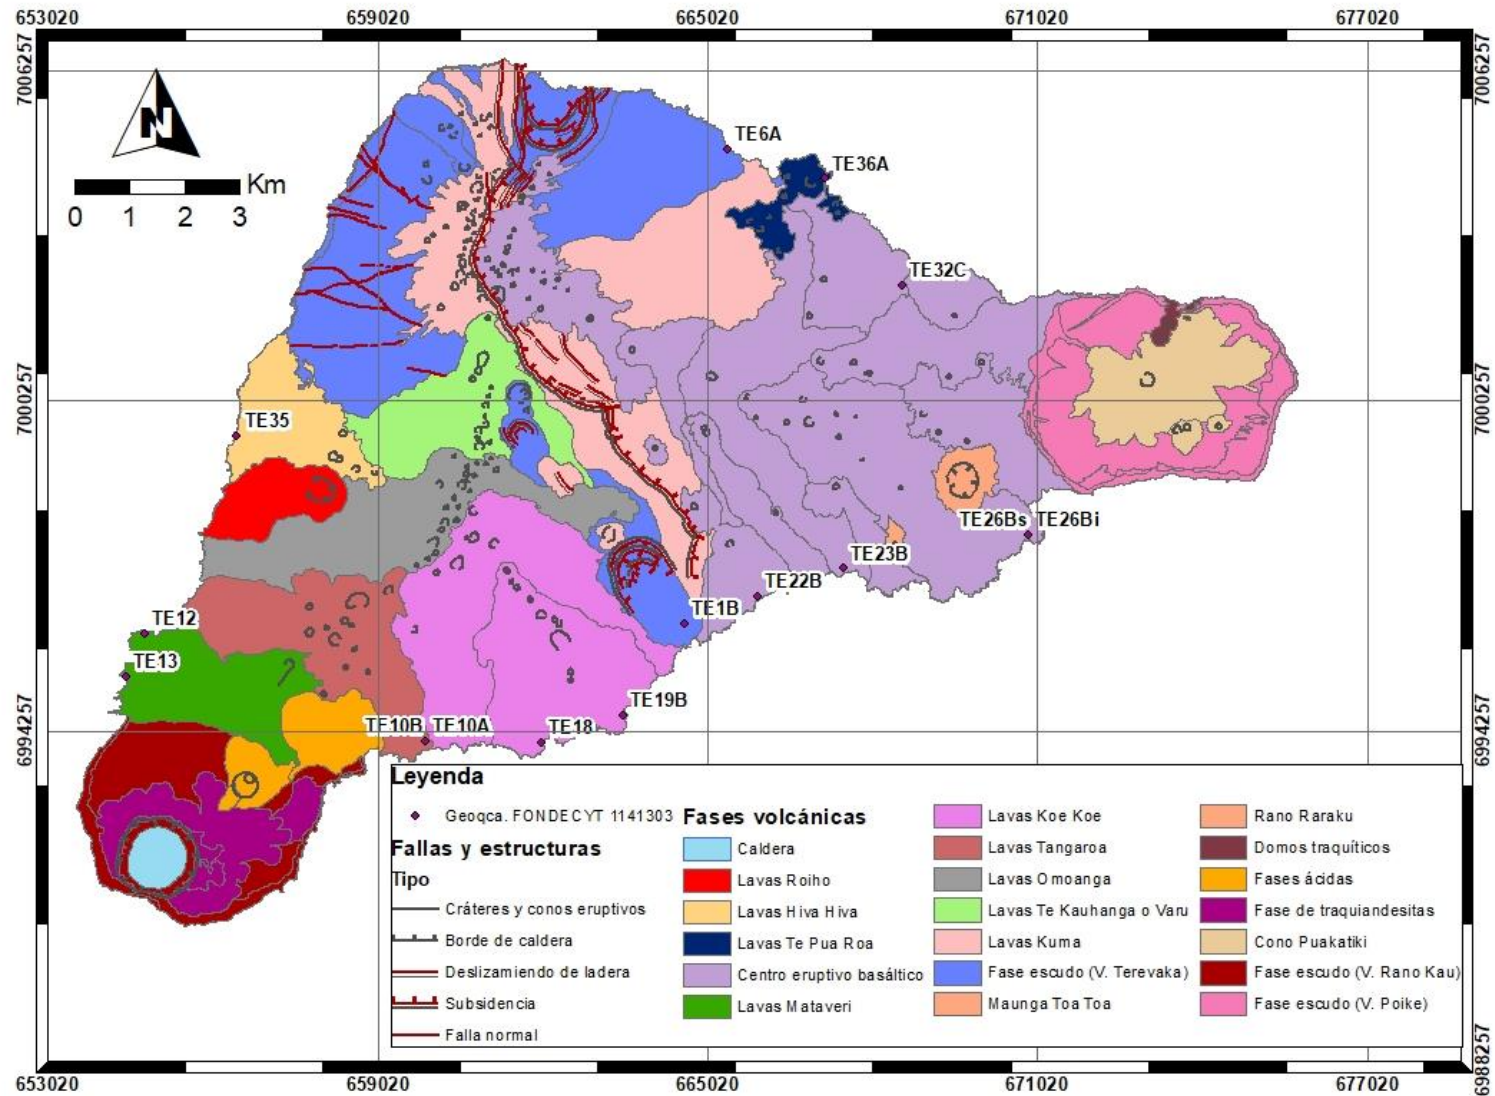 653020 659020 665020 671020 677020
7006257 7006257
N
Km
0 1 2 3
TE6A
TE36A
TE32C
7000257 7000257
TE35
TE26Bs TE26Bi
TE23B
TE22B
TE1B
TE12
TE13
TE19B
TE10B TE10A TE18
6994257 6994257
Leyenda
Geoqca. FONDECYT 1141303
Fallas y estructuras
Tipo
Cráteres y conos eruptivos
Borde de caldera
Deslizamiendo de ladera
Subsidencia
Falla normal
Fases volcánicas
Caldera
Lavas Roiho
Lavas Hiva Hiva
Lavas Te Pua Roa
Centro eruptivo basáltico
Lavas Mataveri
Lavas Koe Koe
Lavas Tangaroa
Lavas Omoanga
Lavas Te Kauhanga o Varu
Lavas Kuma
Fase escudo (V. Terevaka)
Maunga Toa Toa
Rano Raraku
Domos traquíticos
Fases ácidas
Fase de traquiandesitas
Cono Puakatiki
Fase escudo (V. Rano Kau)
Fase escudo (V. Poike)
6988257
653020 659020 665020 671020 677020